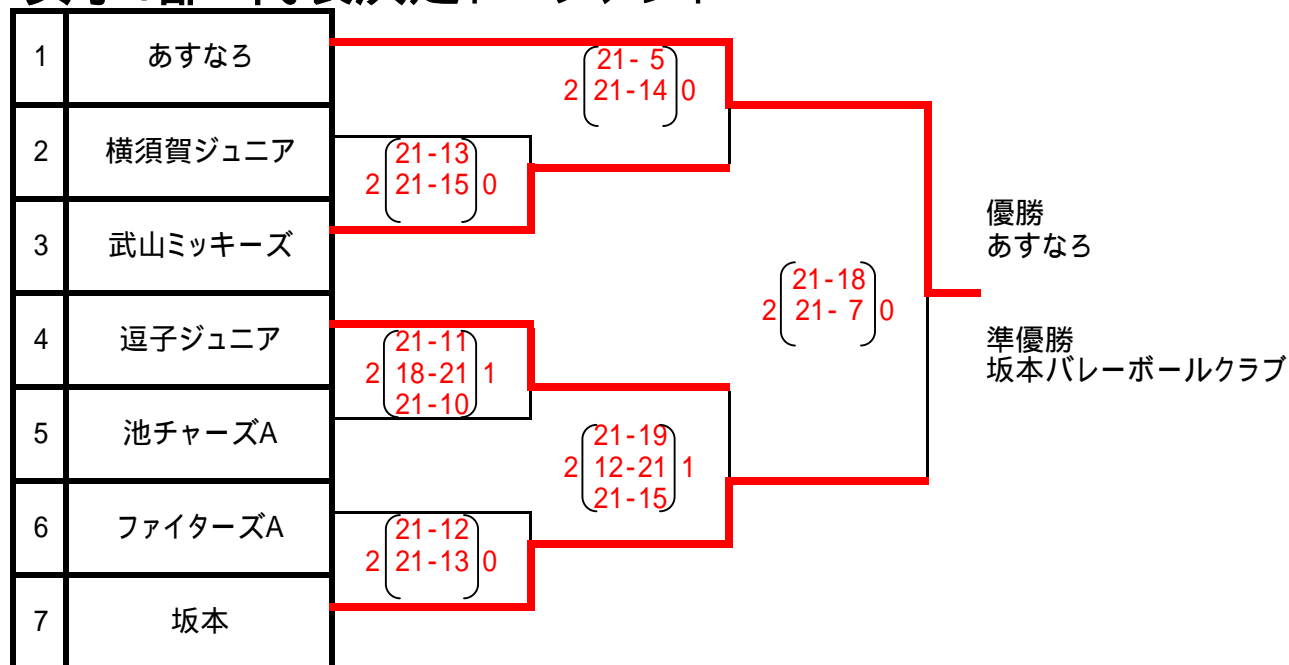 1 あすなろ
2 横須賀ジュニア
3 武山ミッキーズ
4 逗子ジュニア
5 池チャーズA
6 ファイターズA
7 坂本
21-13
2 21-15 0
21-11
2 18-21 1
21-10
21-12
2 21-13 0
21- 5
2 21-14 0
21-19
2 12-21 1
21-15
21-18
2 21- 7 0
優勝
あすなろ
準優勝
坂本バレーボールクラブ